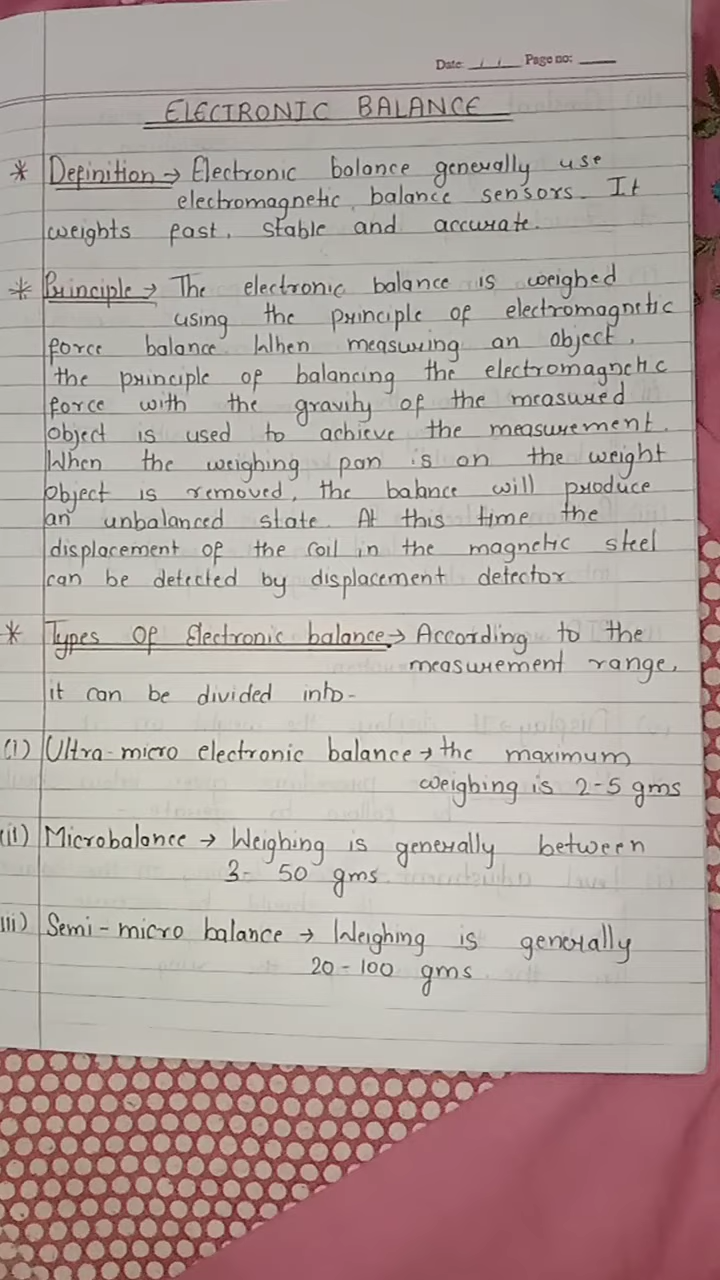 Date: __/__/__ Page no: ____
ELECTRONIC BALANCE
* Definition → Electronic balance generally use
electromagnetic balance sensors. It
weights fast, stable and accurate.
* Principle → The electronic balance is weighed
using the principle of electromagnetic
force balance. When measuring an object,
the principle of balancing the electromagnetic
force with the gravity of the measured
object is used to achieve the measurement.
When the weighing pan is on the weight
object is removed, the balance will produce
an unbalanced state. At this time the
displacement of the coil in the magnetic steel
can be detected by displacement detector
* Types Of Electronic balance → According to the
measurement range,
it can be divided into-
(i) Ultra-micro electronic balance → the maximum
weighing is 2-5 gms
(ii) Microbalance → Weighing is generally between
3- 50 gms.
iii) Semi-micro balance → Weighing is generally
20-100 gms.